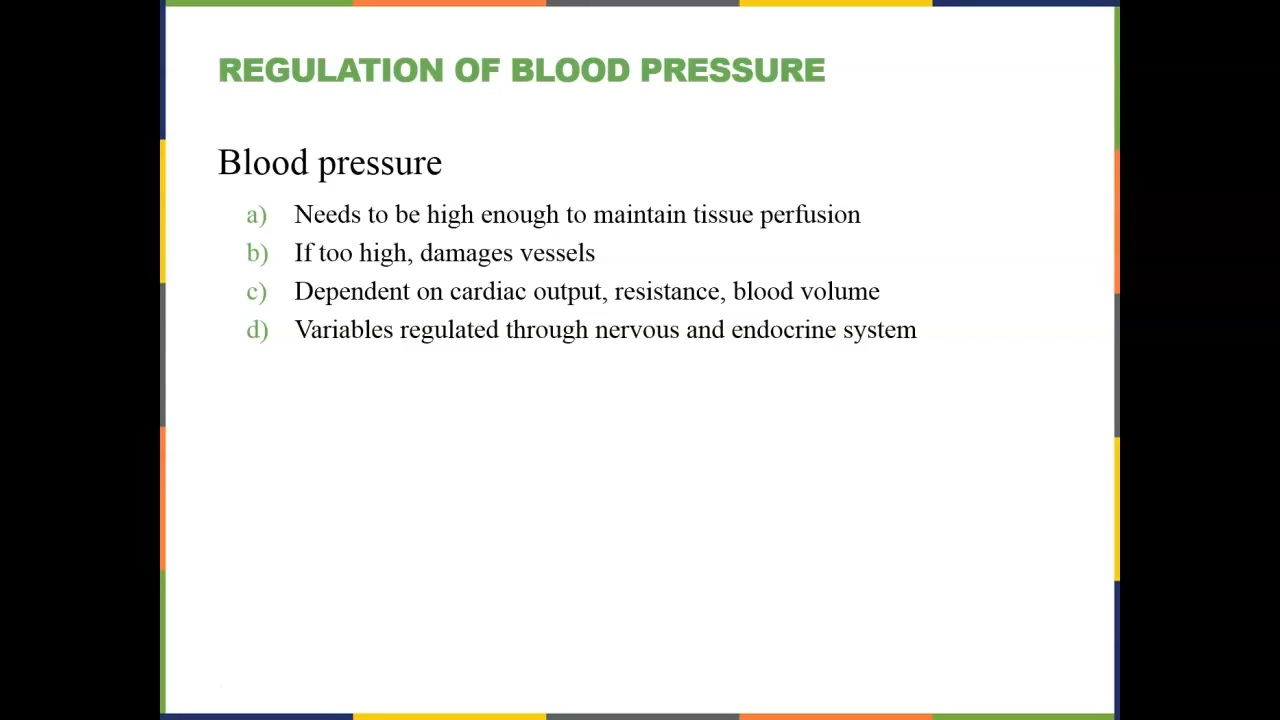 REGULATION OF BLOOD PRESSURE
Blood pressure
a) Needs to be high enough to maintain tissue perfusion
b) If too high, damages vessels
c) Dependent on cardiac output, resistance, blood volume
d) Variables regulated through nervous and endocrine system